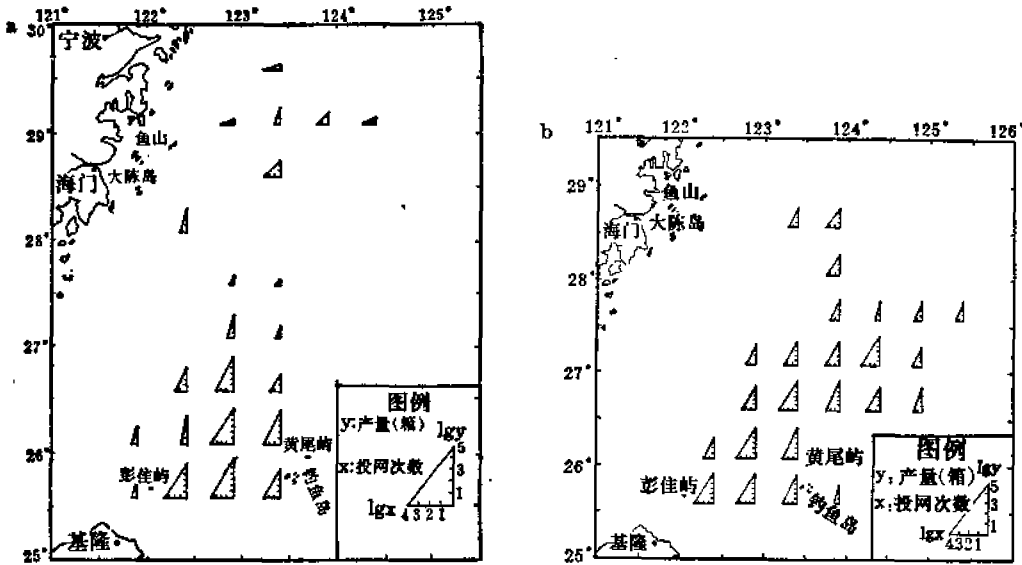 a
121° 122° 123° 124° 125°
30°
宁波
29°
鱼山
海门 大陈岛
28°
27°
26°
黄尾屿
钓鱼岛
彭佳屿
基隆
25°
图例
y:产量(箱)
lgy
x:投网次数
5
3
1
lgx
4 3 2 1
b
121° 122° 123° 124° 125° 126°
29°
鱼山
海门 大陈岛
28°
27°
26°
黄尾屿
彭佳屿
钓鱼岛
基隆
25°
图例
y:产量(箱)
lgy
x:投网次数
5
3
1
lgx
4321